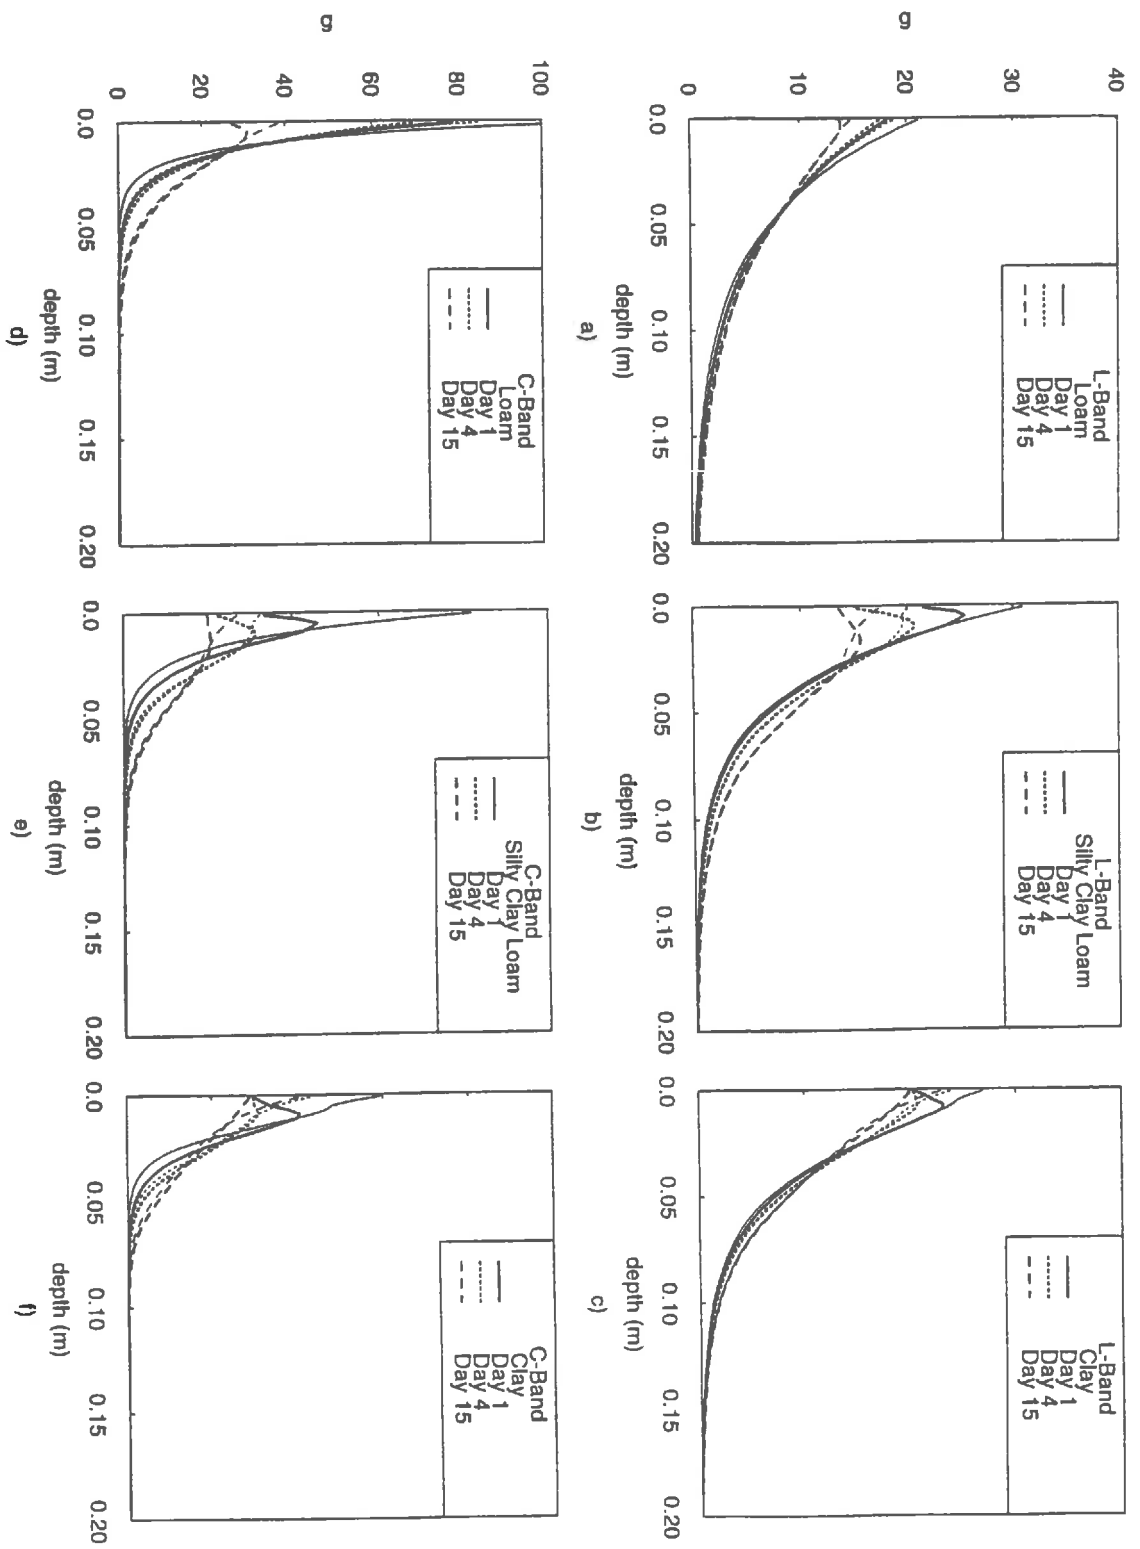 40
30
20
10
0
g
L-Band
Loam
Day 1
Day 4
Day 15
0.0 0.05 0.10 0.15 0.20
depth (m)
a)
L-Band
Silty Clay Loam
Day 1
Day 4
Day 15
0.0 0.05 0.10 0.15 0.20
depth (m)
b)
L-Band
Clay
Day 1
Day 4
Day 15
0.0 0.05 0.10 0.15 0.20
depth (m)
c)
100
80
60
40
20
0
g
C-Band
Loam
Day 1
Day 4
Day 15
0.0 0.05 0.10 0.15 0.20
depth (m)
d)
C-Band
Silty Clay Loam
Day 1
Day 4
Day 15
0.0 0.05 0.10 0.15 0.20
depth (m)
e)
C-Band
Clay
Day 1
Day 4
Day 15
0.0 0.05 0.10 0.15 0.20
depth (m)
f)